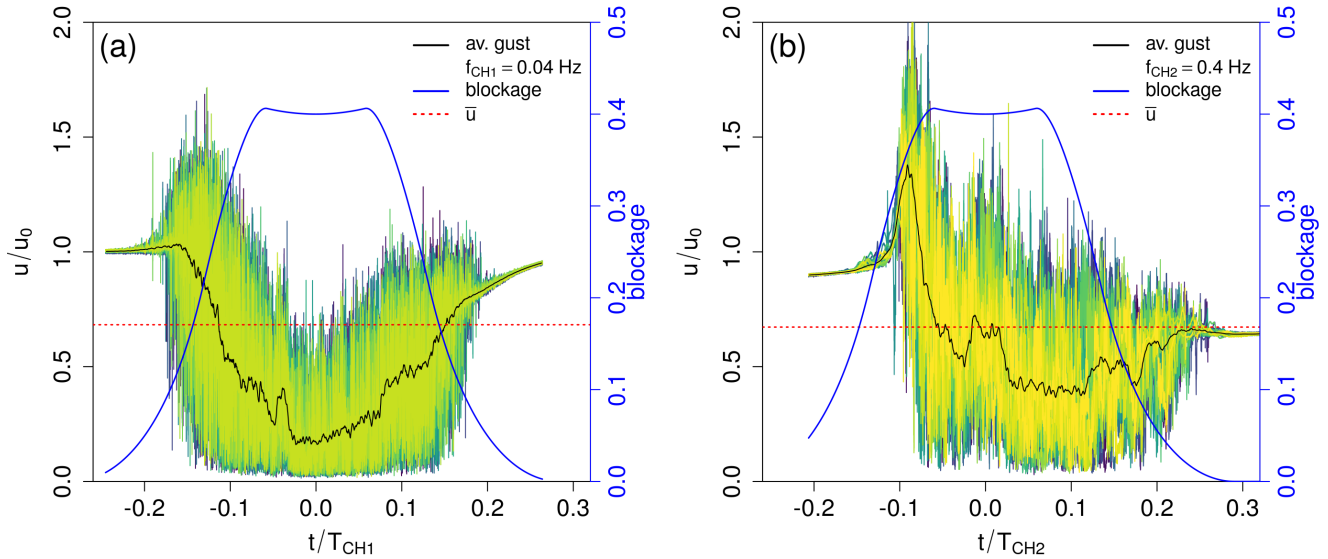 (a)
av. gust
f_CH1 = 0.04 Hz
blockage
u̅
2.0
1.5
1.0
0.5
0.0
u/u₀
0.5
0.4
0.3
0.2
0.1
0.0
blockage
-0.2 -0.1 0.0 0.1 0.2 0.3
t/T_CH1
(b)
av. gust
f_CH2 = 0.4 Hz
blockage
u̅
2.0
1.5
1.0
0.5
0.0
u/u₀
0.5
0.4
0.3
0.2
0.1
0.0
blockage
-0.2 -0.1 0.0 0.1 0.2 0.3
t/T_CH2